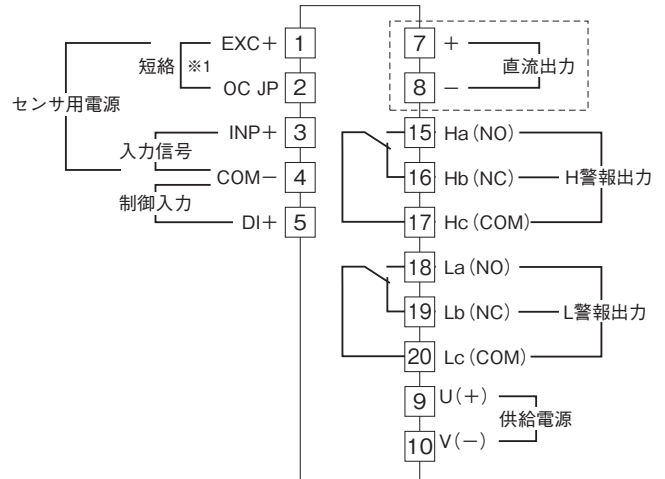 EXC+ 1
短絡 ※1
OC JP 2
センサ用電源
INP+ 3
入力信号
COM− 4
制御入力
DI+ 5
7 +
直流出力
8 −
15 Ha(NO)
16 Hb(NC) H警報出力
17 Hc(COM)
18 La(NO)
19 Lb(NC) L警報出力
20 Lc(COM)
9 U(+)
供給電源
10 V(−)